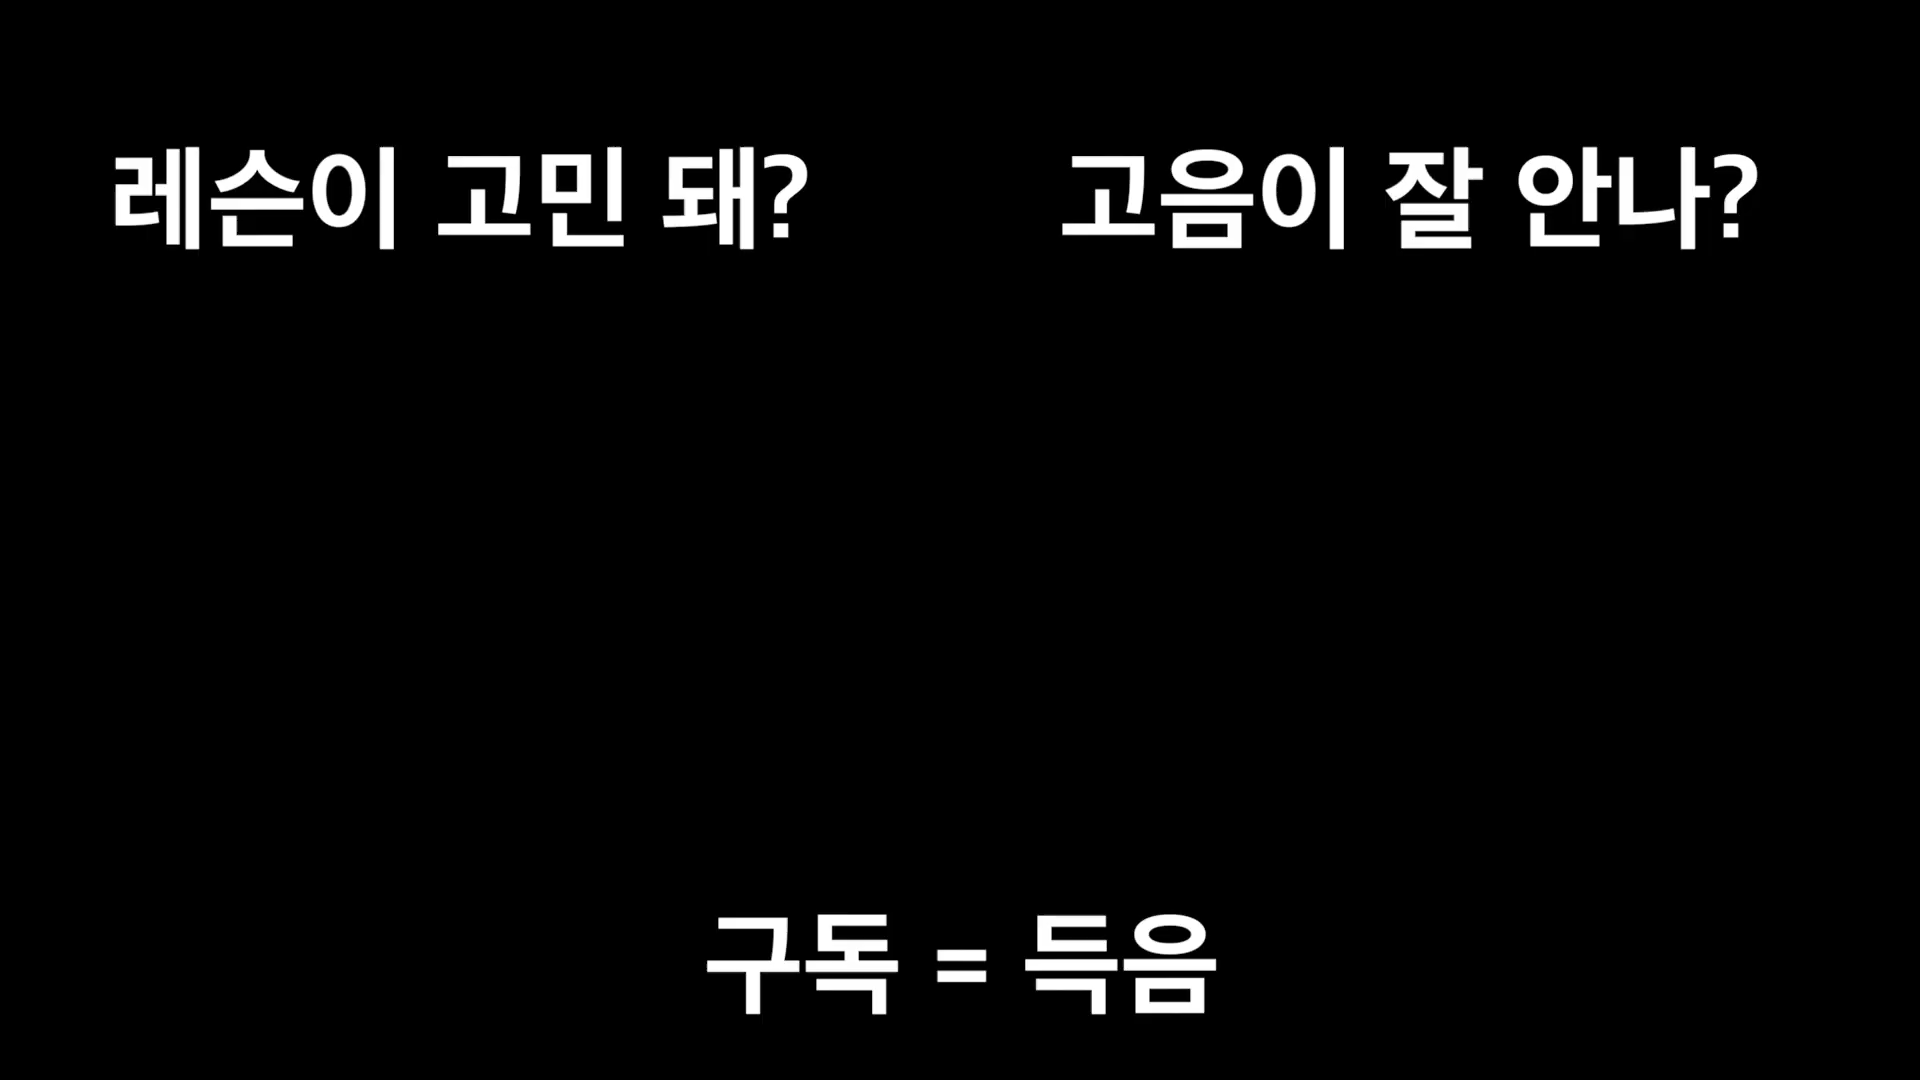 레슨이 고민 돼?
고음이 잘 안나?
구독 = 득음